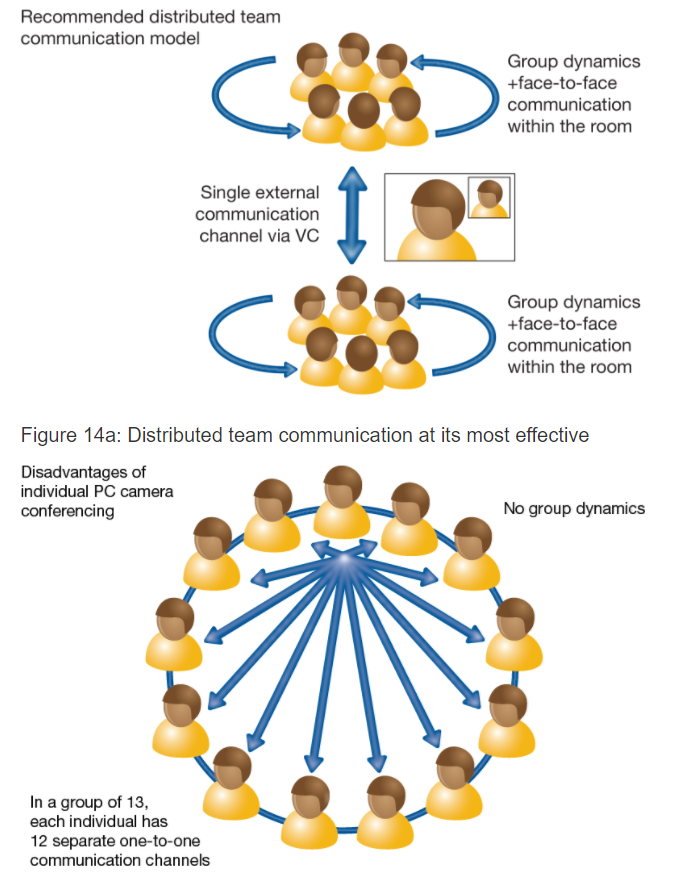 Recommended distributed team
communication model
Group dynamics
+face-to-face
communication
within the room
Single external
communication
channel via VC
Group dynamics
+face-to-face
communication
within the room
Figure 14a: Distributed team communication at its most effective
Disadvantages of
individual PC camera
conferencing
No group dynamics
In a group of 13,
each individual has
12 separate one-to-one
communication channels